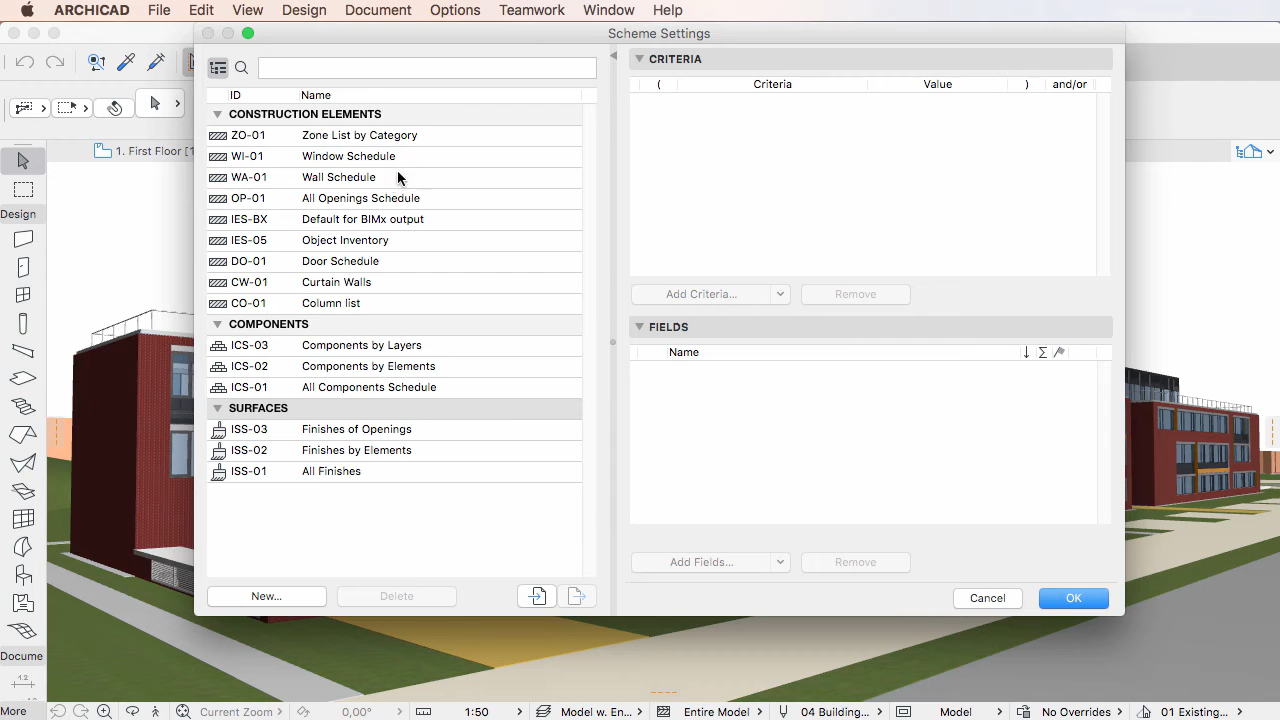 ARCHICAD File Edit View Design Document Options Teamwork Window Help
Scheme Settings
ID Name
CONSTRUCTION ELEMENTS
ZO-01 Zone List by Category
WI-01 Window Schedule
WA-01 Wall Schedule
OP-01 All Openings Schedule
IES-BX Default for BIMx output
IES-05 Object Inventory
DO-01 Door Schedule
CW-01 Curtain Walls
CO-01 Column list
COMPONENTS
ICS-03 Components by Layers
ICS-02 Components by Elements
ICS-01 All Components Schedule
SURFACES
ISS-03 Finishes of Openings
ISS-02 Finishes by Elements
ISS-01 All Finishes
New... Delete
CRITERIA
( Criteria Value ) and/or
Add Criteria... Remove
FIELDS
Name
Add Fields... Remove
Cancel OK
1. First Floor [1
Design
Docume
1.2
More
Current Zoom 0,00° 1:50 Model w. En... Entire Model 04 Building... Model No Overrides 01 Existing...